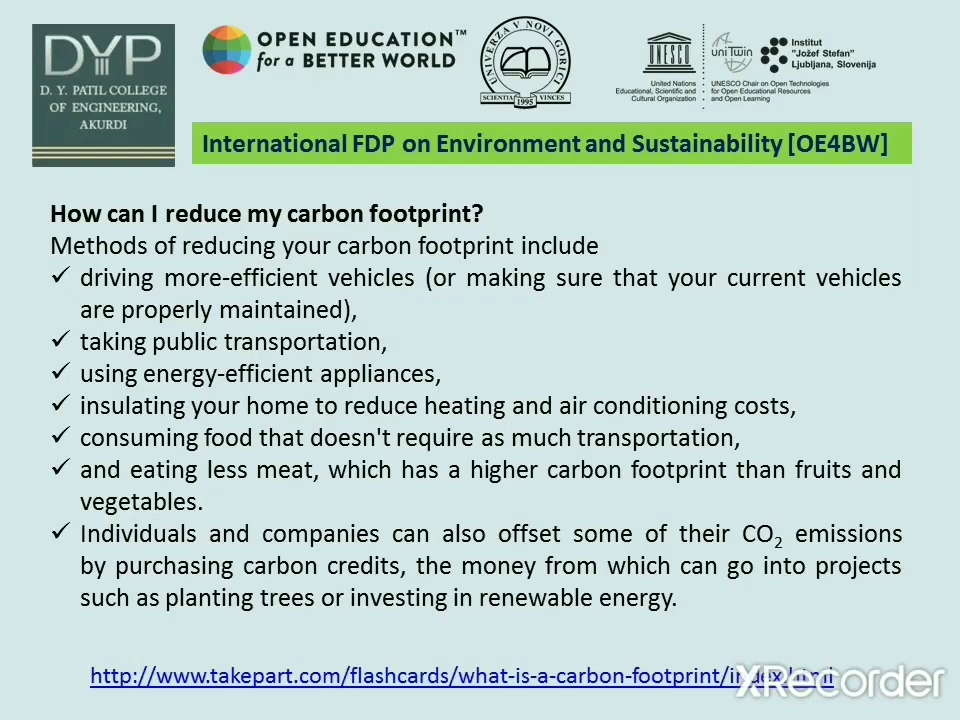 DYP
D. Y. PATIL COLLEGE
OF ENGINEERING,
AKURDI
OPEN EDUCATION™
for a BETTER WORLD
UNIVERZA V NOVI GORICI
SCIENTIA VINCES
1995
UNESCO
United Nations
Educational, Scientific and
Cultural Organization
uniTwin
UNESCO Chair on Open Technologies
for Open Educational Resources
and Open Learning
Institut
"Jožef Stefan"
Ljubljana, Slovenija
International FDP on Environment and Sustainability [OE4BW]
How can I reduce my carbon footprint?
Methods of reducing your carbon footprint include
✓ driving more-efficient vehicles (or making sure that your current vehicles
are properly maintained),
✓ taking public transportation,
✓ using energy-efficient appliances,
✓ insulating your home to reduce heating and air conditioning costs,
✓ consuming food that doesn't require as much transportation,
✓ and eating less meat, which has a higher carbon footprint than fruits and
vegetables.
✓ Individuals and companies can also offset some of their CO₂ emissions
by purchasing carbon credits, the money from which can go into projects
such as planting trees or investing in renewable energy.
http://www.takepart.com/flashcards/what-is-a-carbon-footprint/index.html
XRecorder